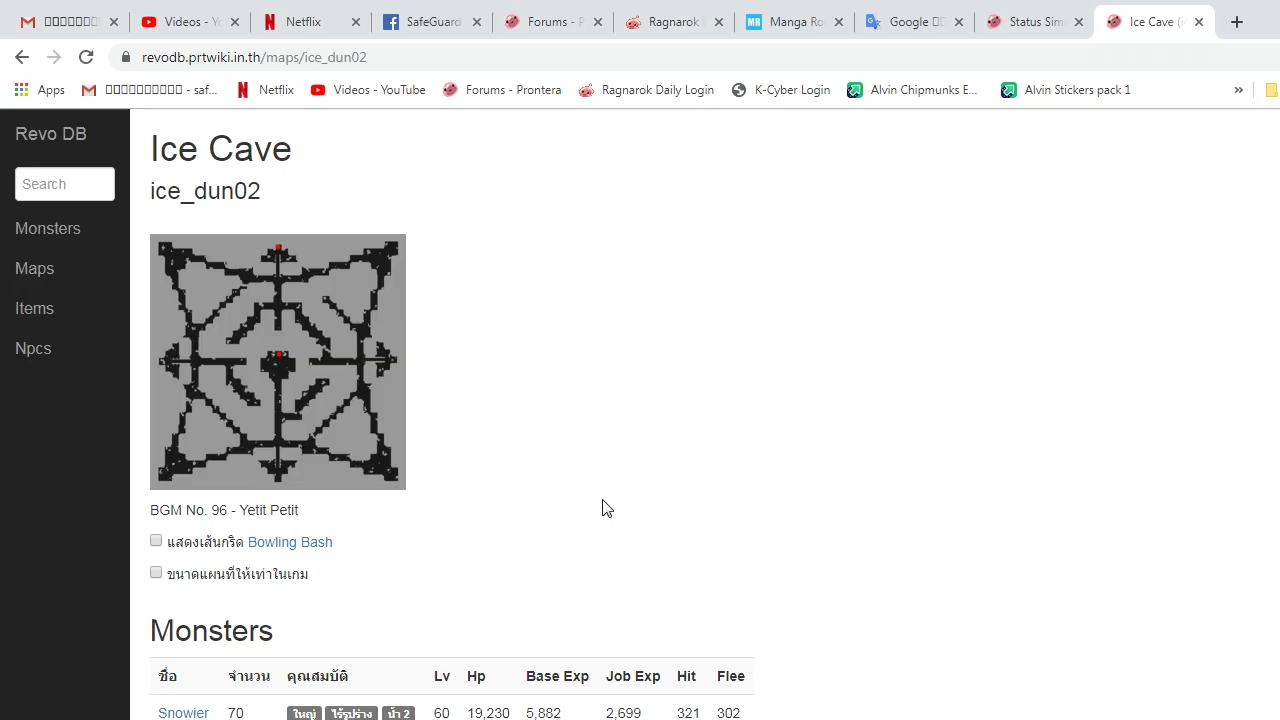 Videos - Yo
Netflix
SafeGuard
Forums - P
Ragnarok
Manga Ro
Google
Status Sim
Ice Cave (i
revodb.prtwiki.in.th/maps/ice_dun02
Apps
- saf...
Netflix
Videos - YouTube
Forums - Prontera
Ragnarok Daily Login
K-Cyber Login
Alvin Chipmunks E...
Alvin Stickers pack 1
»
Revo DB
Search
Monsters
Maps
Items
Npcs
Ice Cave
ice_dun02
BGM No. 96 - Yetit Petit
แสดงเส้นกริด Bowling Bash
ขนาดแผนที่ให้เท่าในเกม
Monsters
ชื่อ จำนวน คุณสมบัติ Lv Hp Base Exp Job Exp Hit Flee
Snowier 70 ใหญ่ ไร้รูปร่าง น้ำ 2 60 19,230 5,882 2,699 321 302